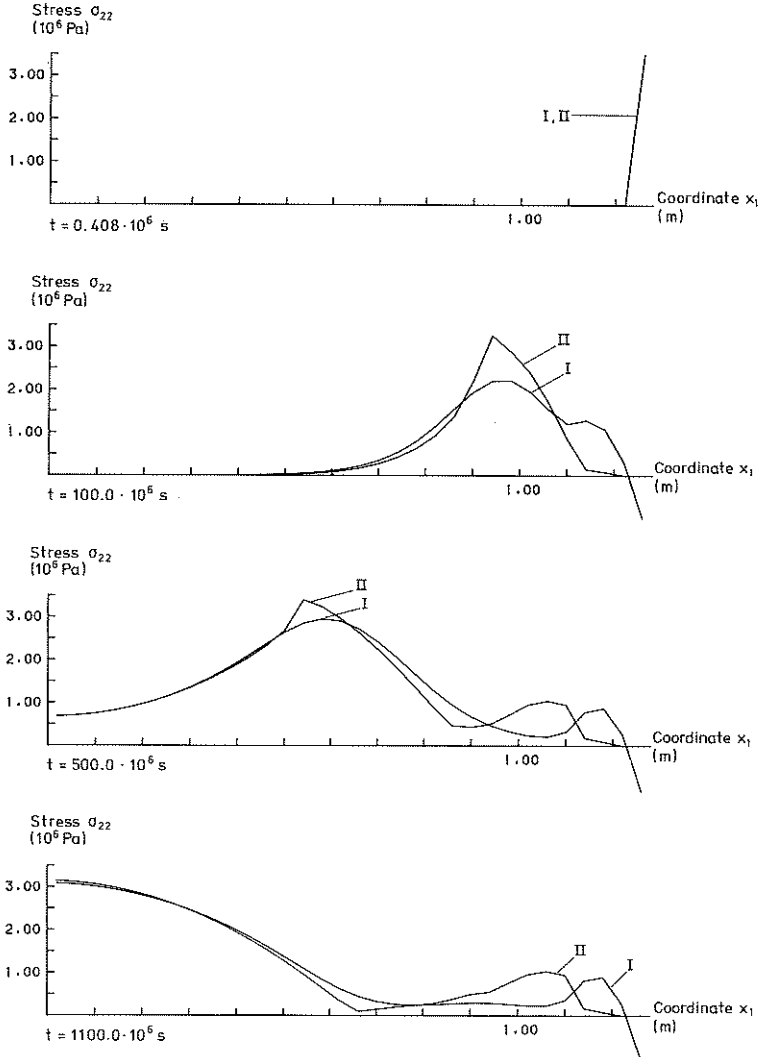 Stress σ₂₂
(10⁶ Pa)
3.00
2.00
1.00
I, II
1.00
Coordinate x₁
(m)
t = 0.408 · 10⁶ s
Stress σ₂₂
(10⁶ Pa)
3.00
2.00
1.00
II
I
1.00
Coordinate x₁
(m)
t = 100.0 · 10⁶ s
Stress σ₂₂
(10⁶ Pa)
3.00
2.00
1.00
II
I
1.00
Coordinate x₁
(m)
t = 500.0 · 10⁶ s
Stress σ₂₂
(10⁶ Pa)
3.00
2.00
1.00
II
I
1.00
Coordinate x₁
(m)
t = 1100.0 · 10⁶ s